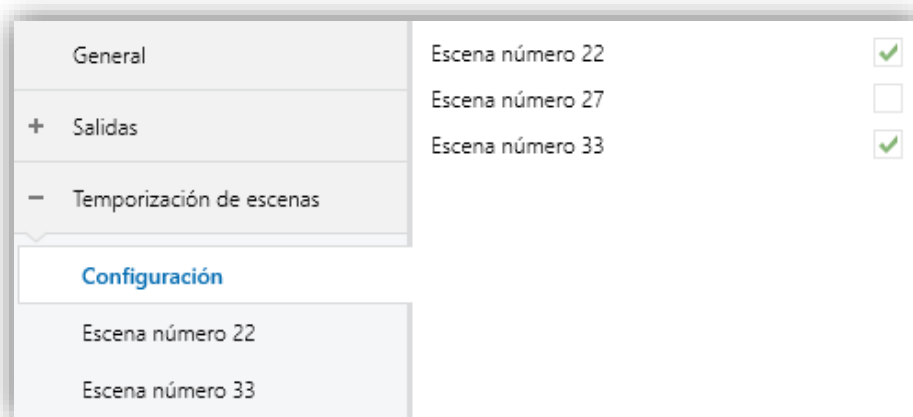 General
+ Salidas
− Temporización de escenas
Configuración
Escena número 22
Escena número 33
Escena número 22
Escena número 27
Escena número 33